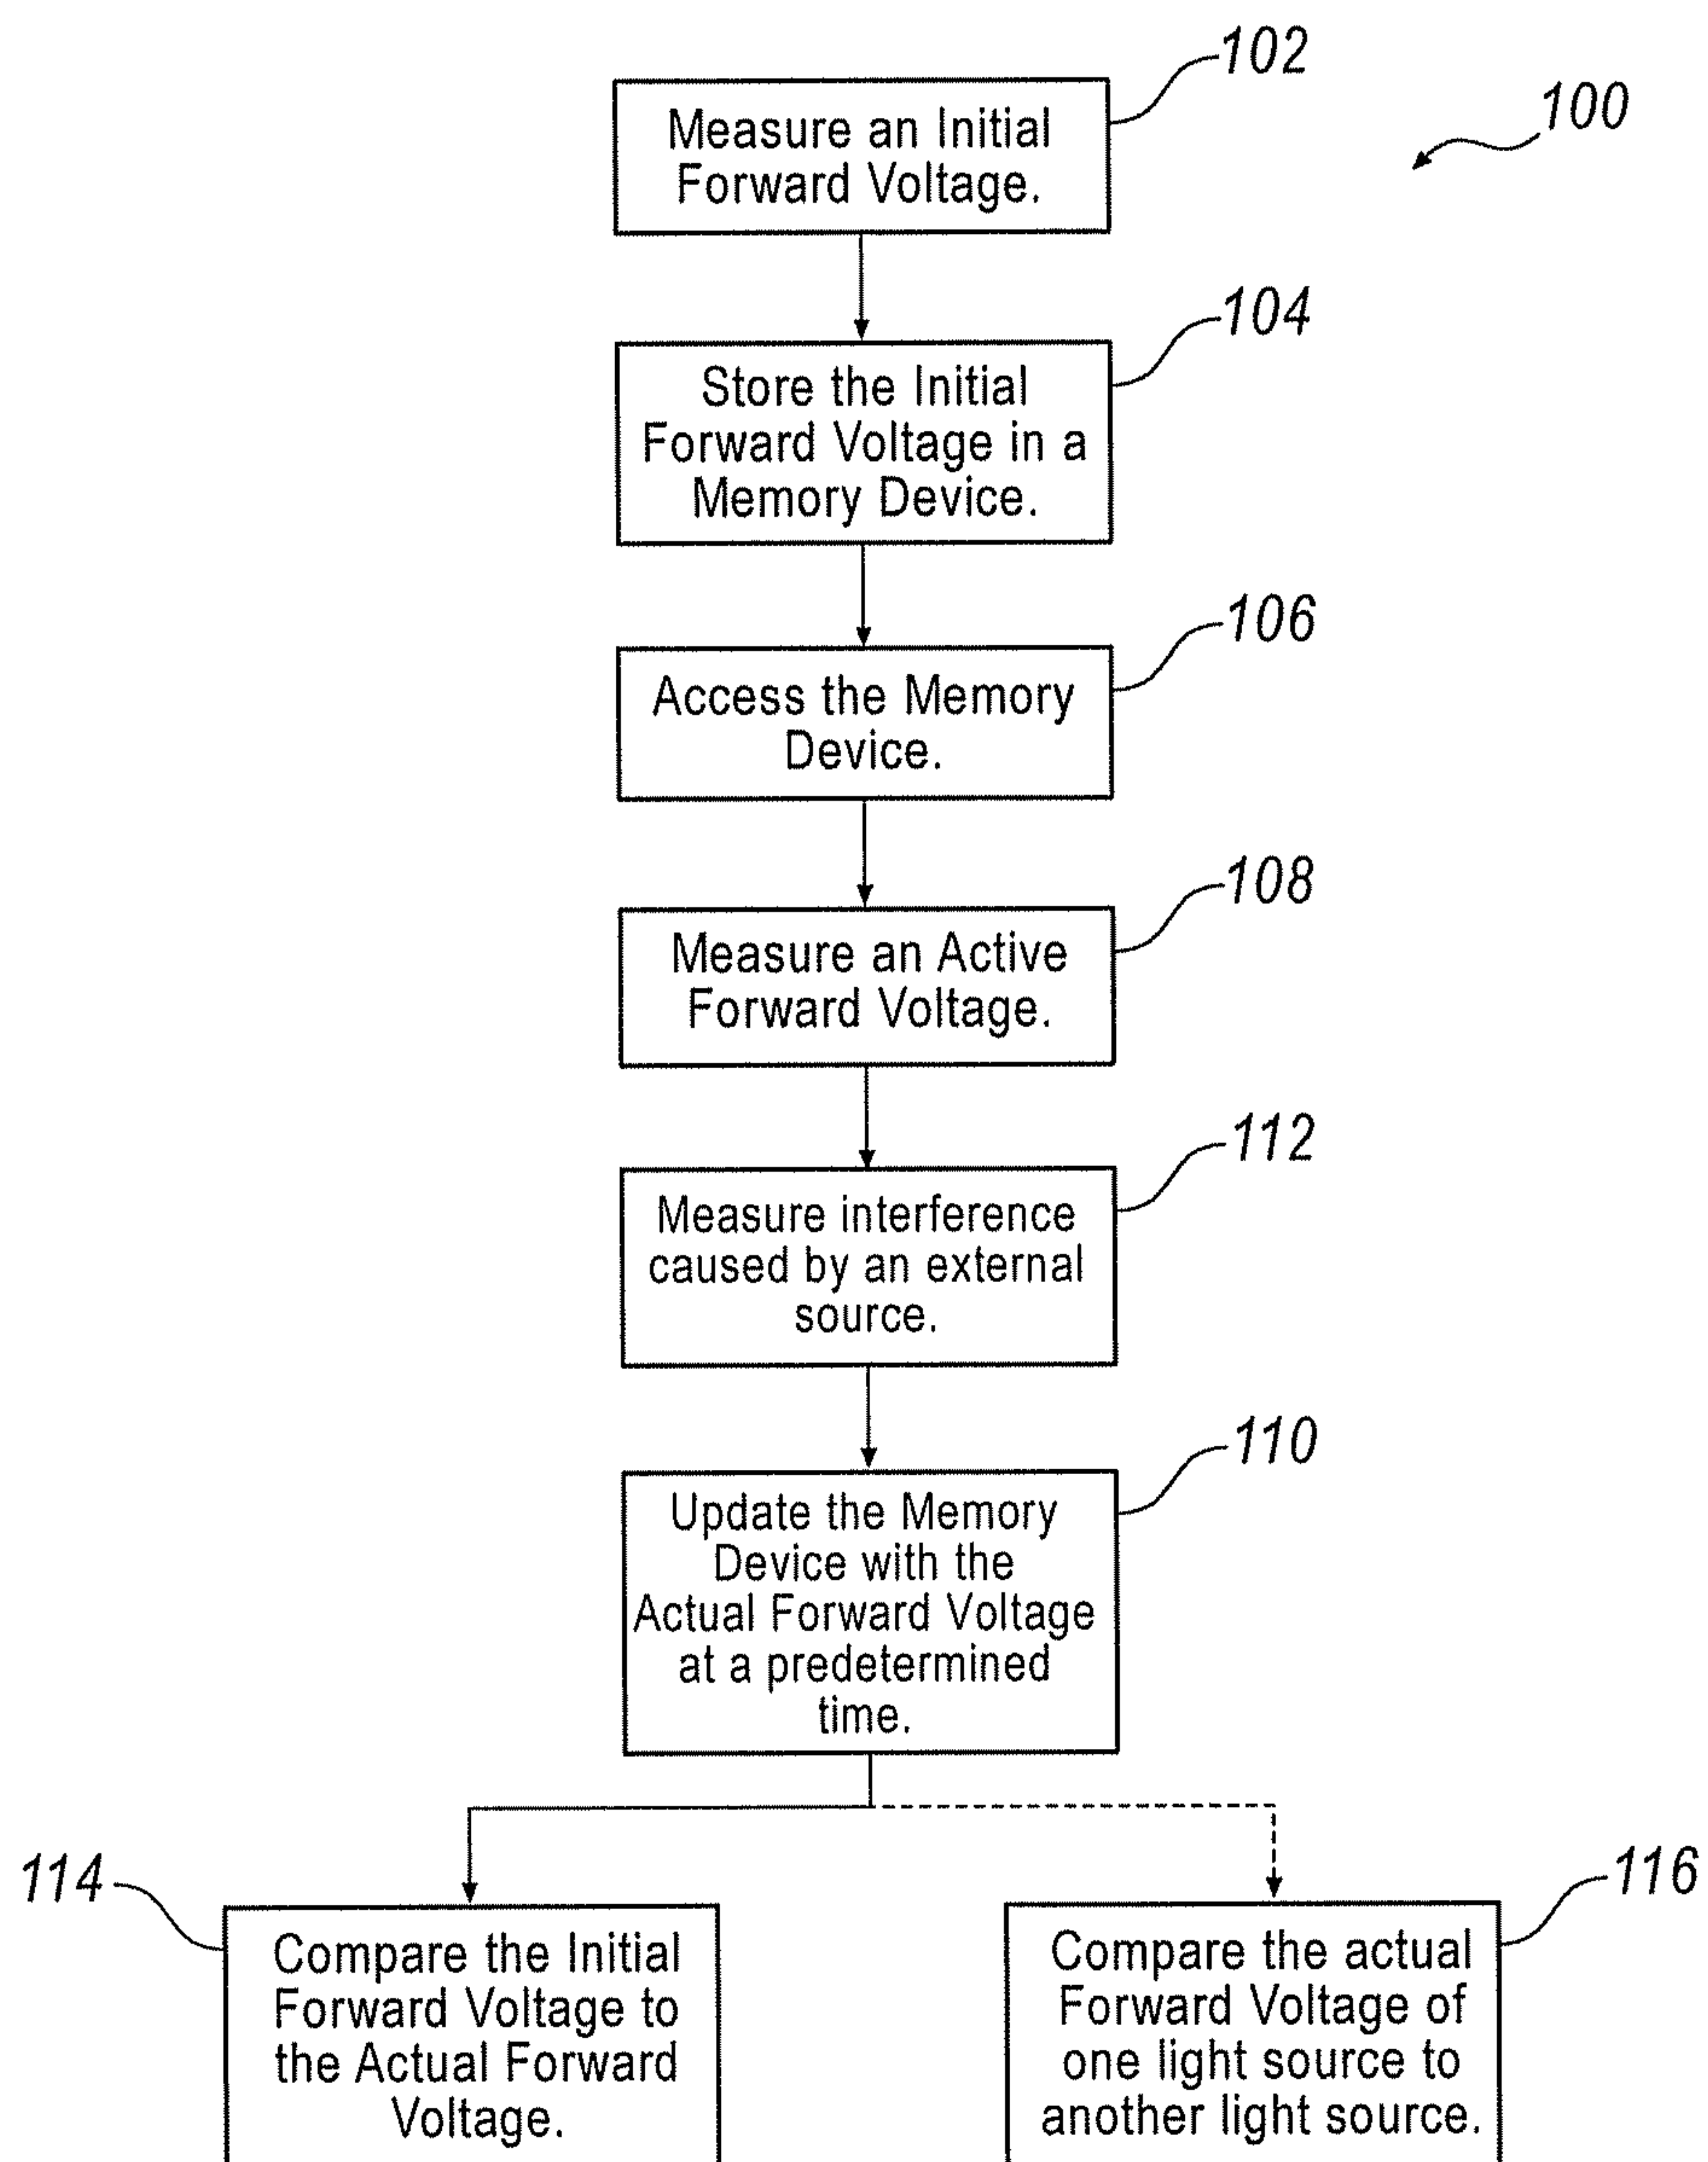 102
100
Measure an Initial
Forward Voltage.
104
Store the Initial
Forward Voltage in a
Memory Device.
106
Access the Memory
Device.
108
Measure an Active
Forward Voltage.
112
Measure interference
caused by an external
source.
110
Update the Memory
Device with the
Actual Forward Voltage
at a predetermined
time.
114
116
Compare the Initial
Forward Voltage to
the Actual Forward
Voltage.
Compare the actual
Forward Voltage of
one light source to
another light source.